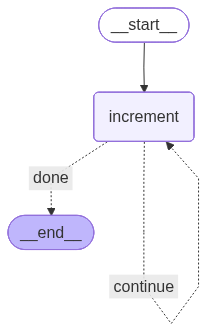 __start__
increment
done
__end__
continue